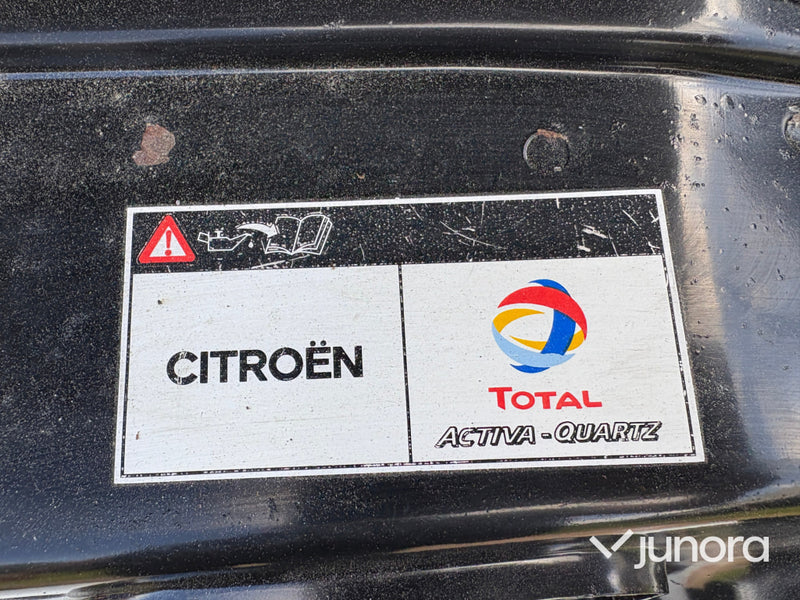 CITROËN
TOTAL
ACTIVA - QUARTZ
junora